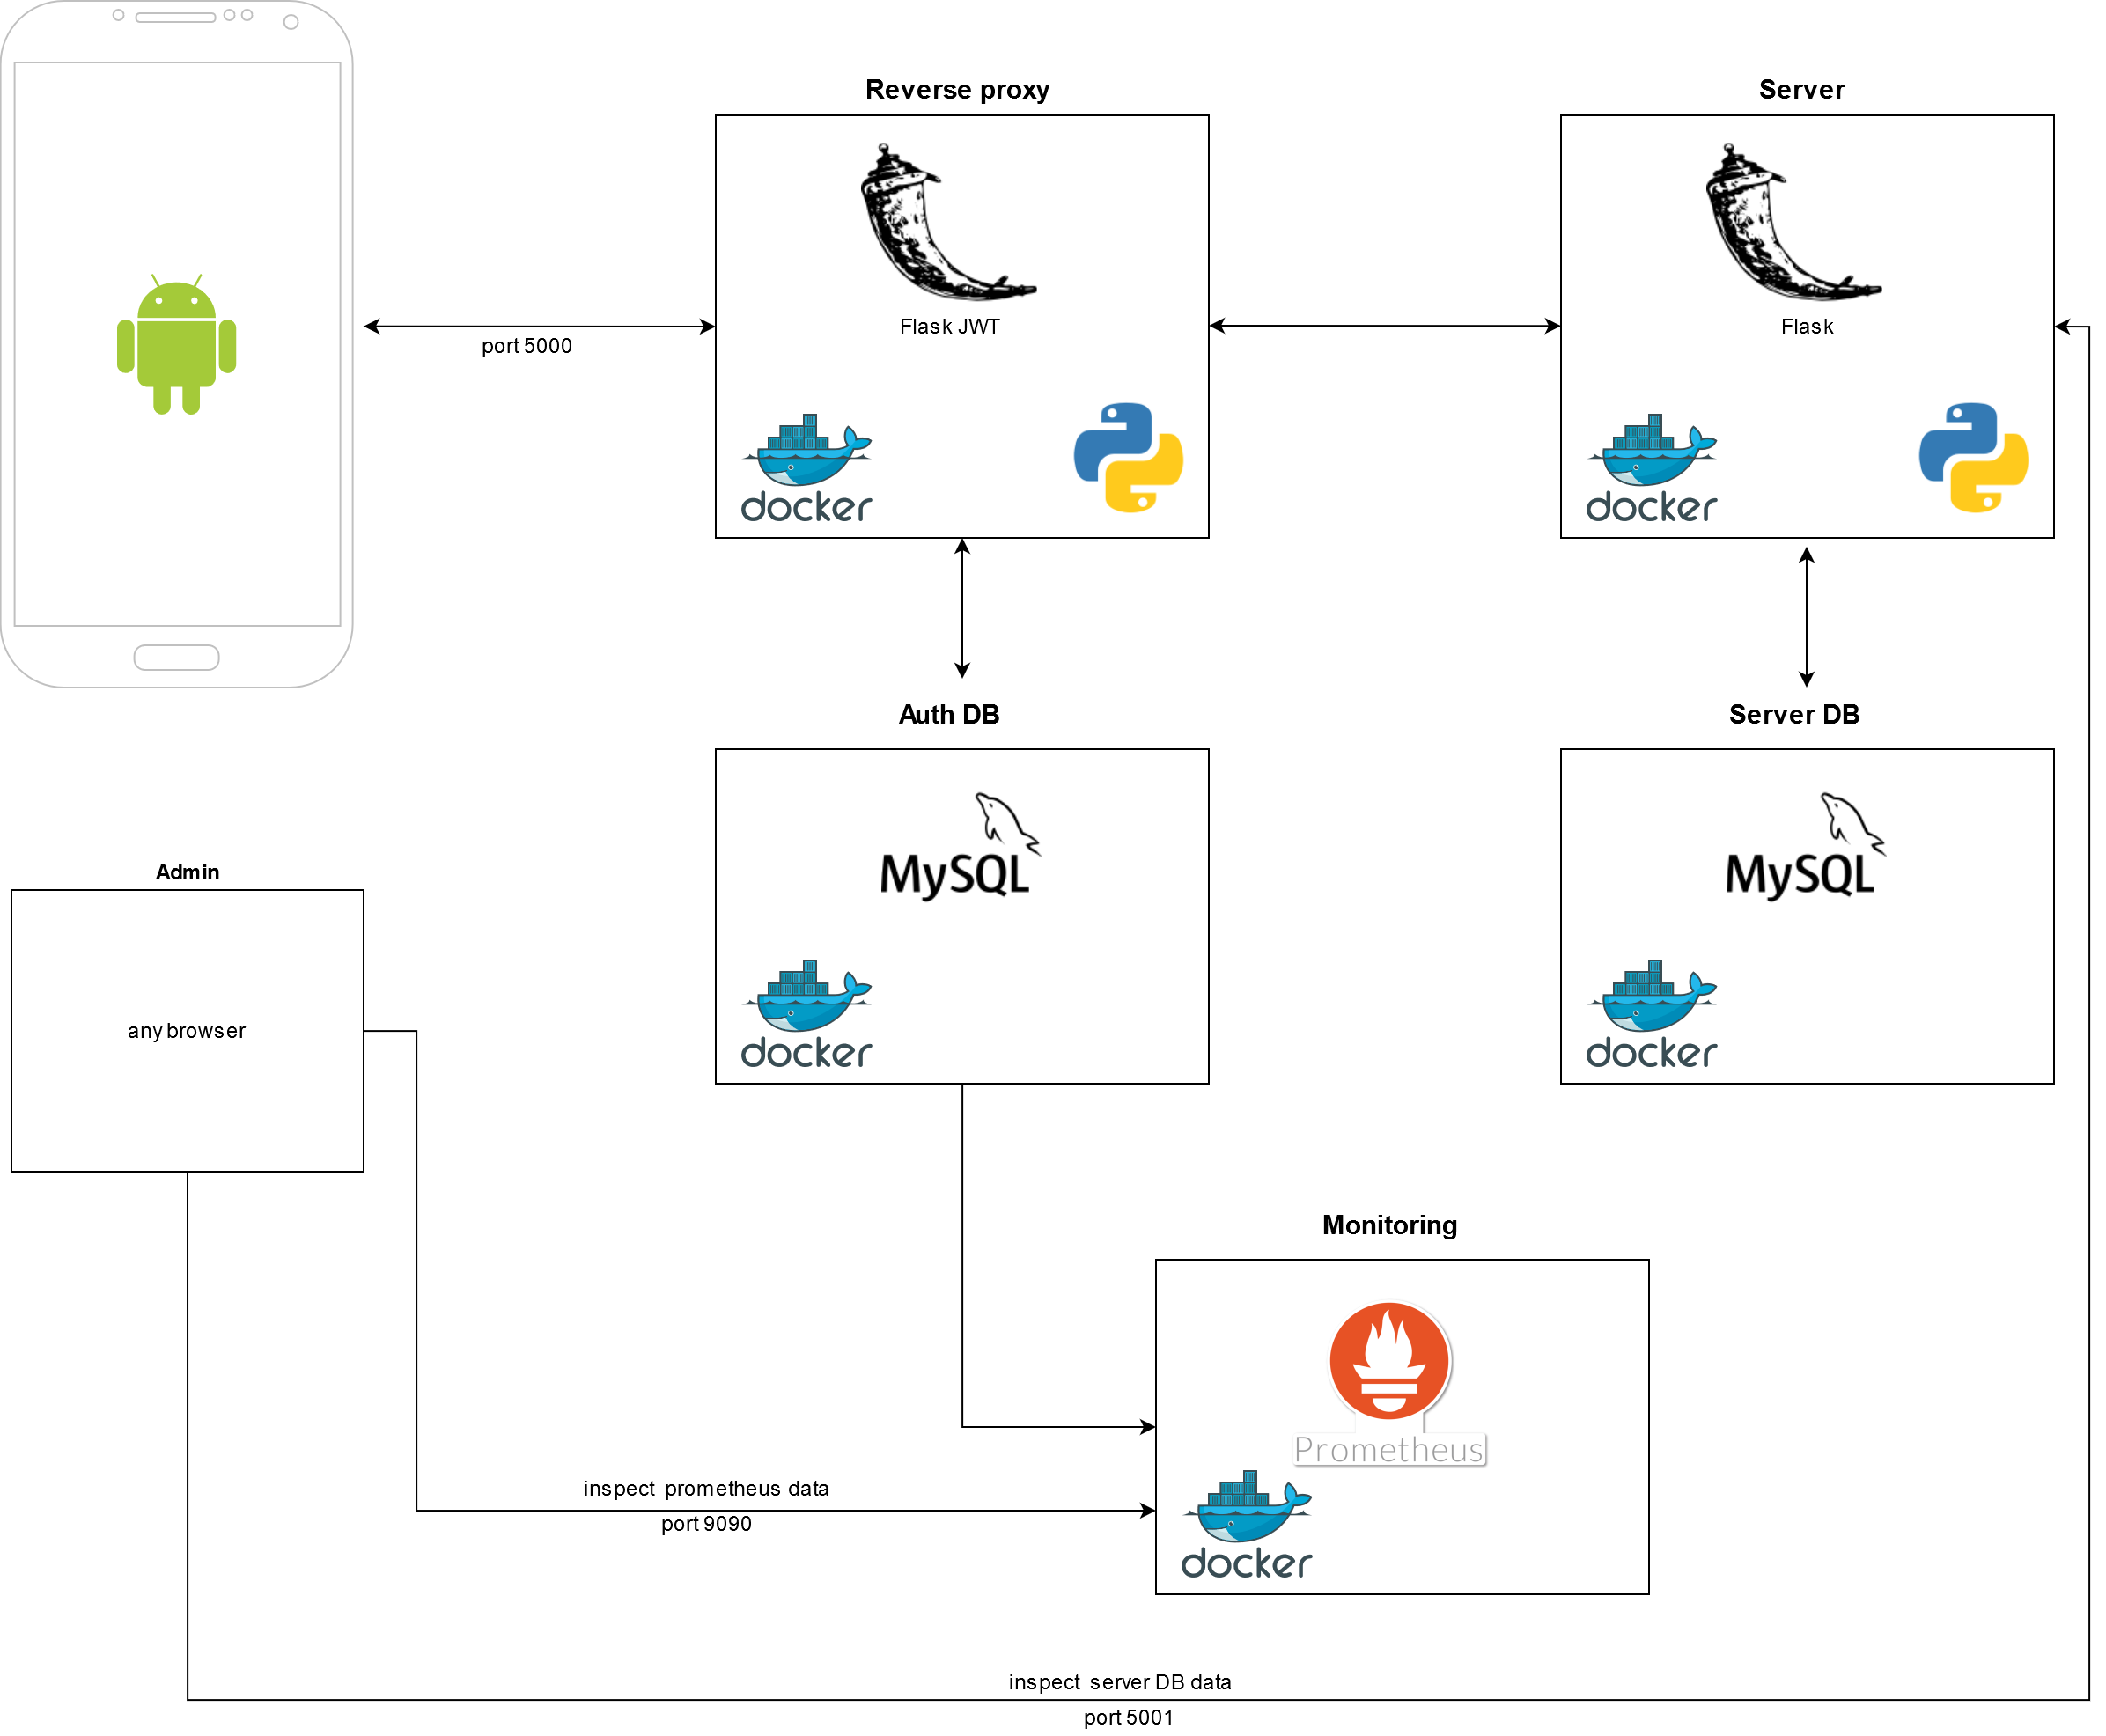 Reverse proxy
Server
Flask JWT
Flask
port 5000
docker
docker
Auth DB
Server DB
MySQL
MySQL
Admin
any browser
docker
docker
Monitoring
Prometheus
inspect prometheus data
port 9090
docker
inspect server DB data
port 5001